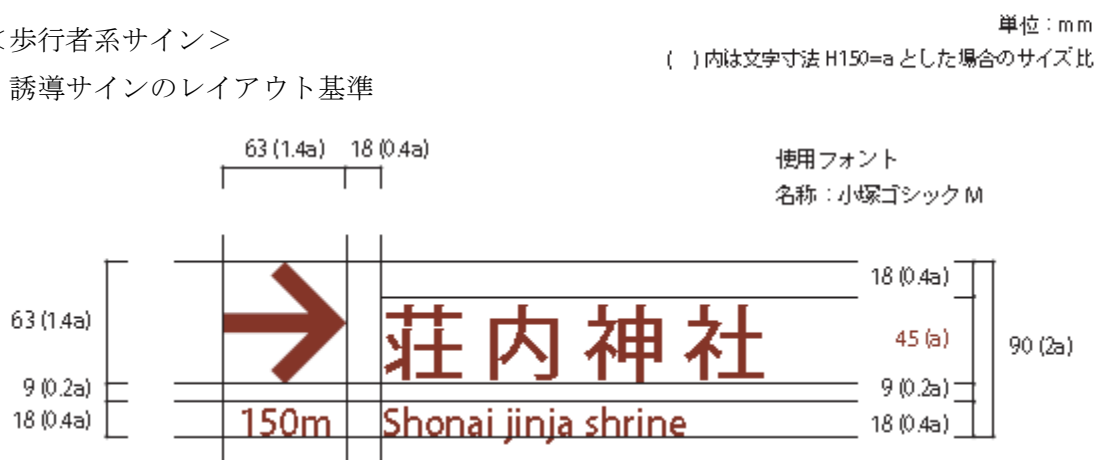 ＜歩行者系サイン＞
誘導サインのレイアウト基準
単位：mm
(　) 内は文字寸法 H150=a とした場合のサイズ比
63 (1.4a)
18 (0.4a)
使用フォント
名称：小塚ゴシック M
63 (1.4a)
9 (0.2a)
18 (0.4a)
荘内神社
150m
Shonai jinja shrine
18 (0.4a)
45 (a)
9 (0.2a)
18 (0.4a)
90 (2a)